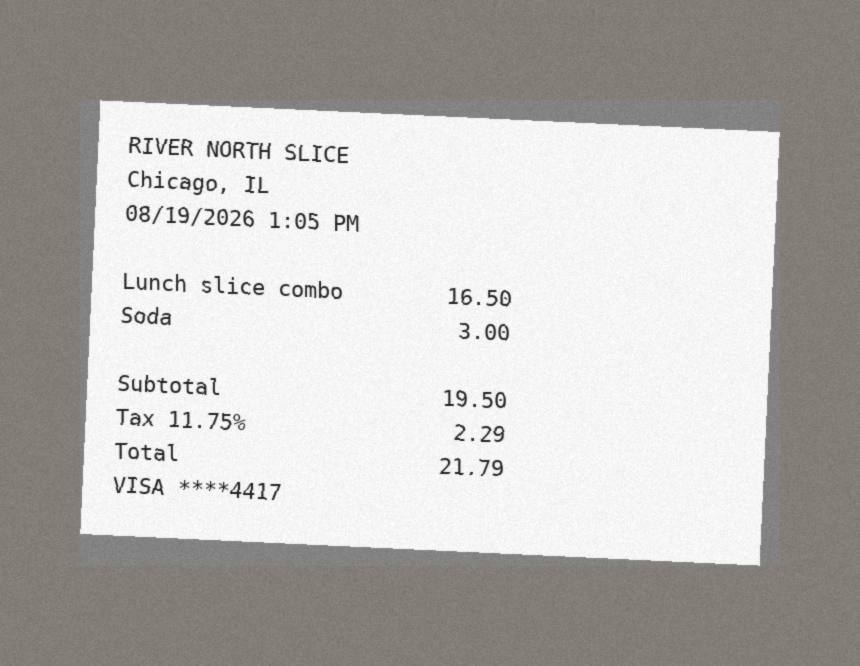 RIVER NORTH SLICE
Chicago, IL
08/19/2026 1:05 PM
Lunch slice combo 16.50
Soda 3.00
Subtotal 19.50
Tax 11.75% 2.29
Total 21.79
VISA ****4417